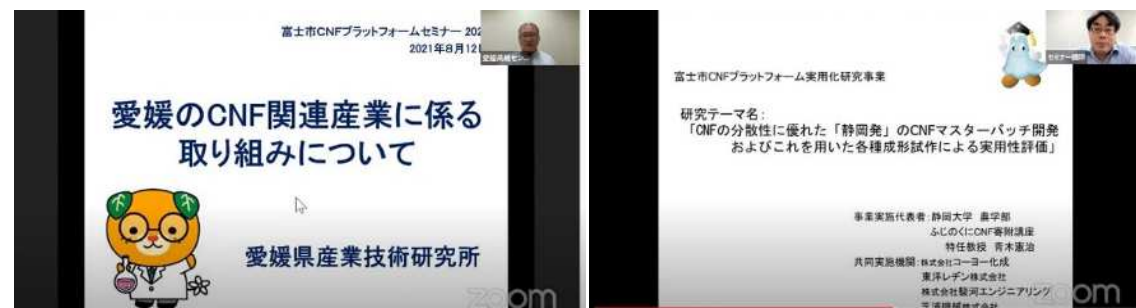 富士市CNFプラットフォームセミナー 202
2021年8月12日
愛媛のCNF関連産業に係る
取り組みについて
愛媛県産業技術研究所
zoom
富士市CNFプラットフォーム実用化研究事業
研究テーマ名:
「CNFの分散性に優れた「静岡発」のCNFマスターバッチ開発
およびこれを用いた各種成形試作による実用性評価」
事業実施代表者:静岡大学 農学部
ふじのくにCNF寄附講座
特任教授 青木憲治
共同実施機関:株式会社コーヨー化成
東洋レヂン株式会社
株式会社駿河エンジニアリング
芝浦機械株式会社
zoom